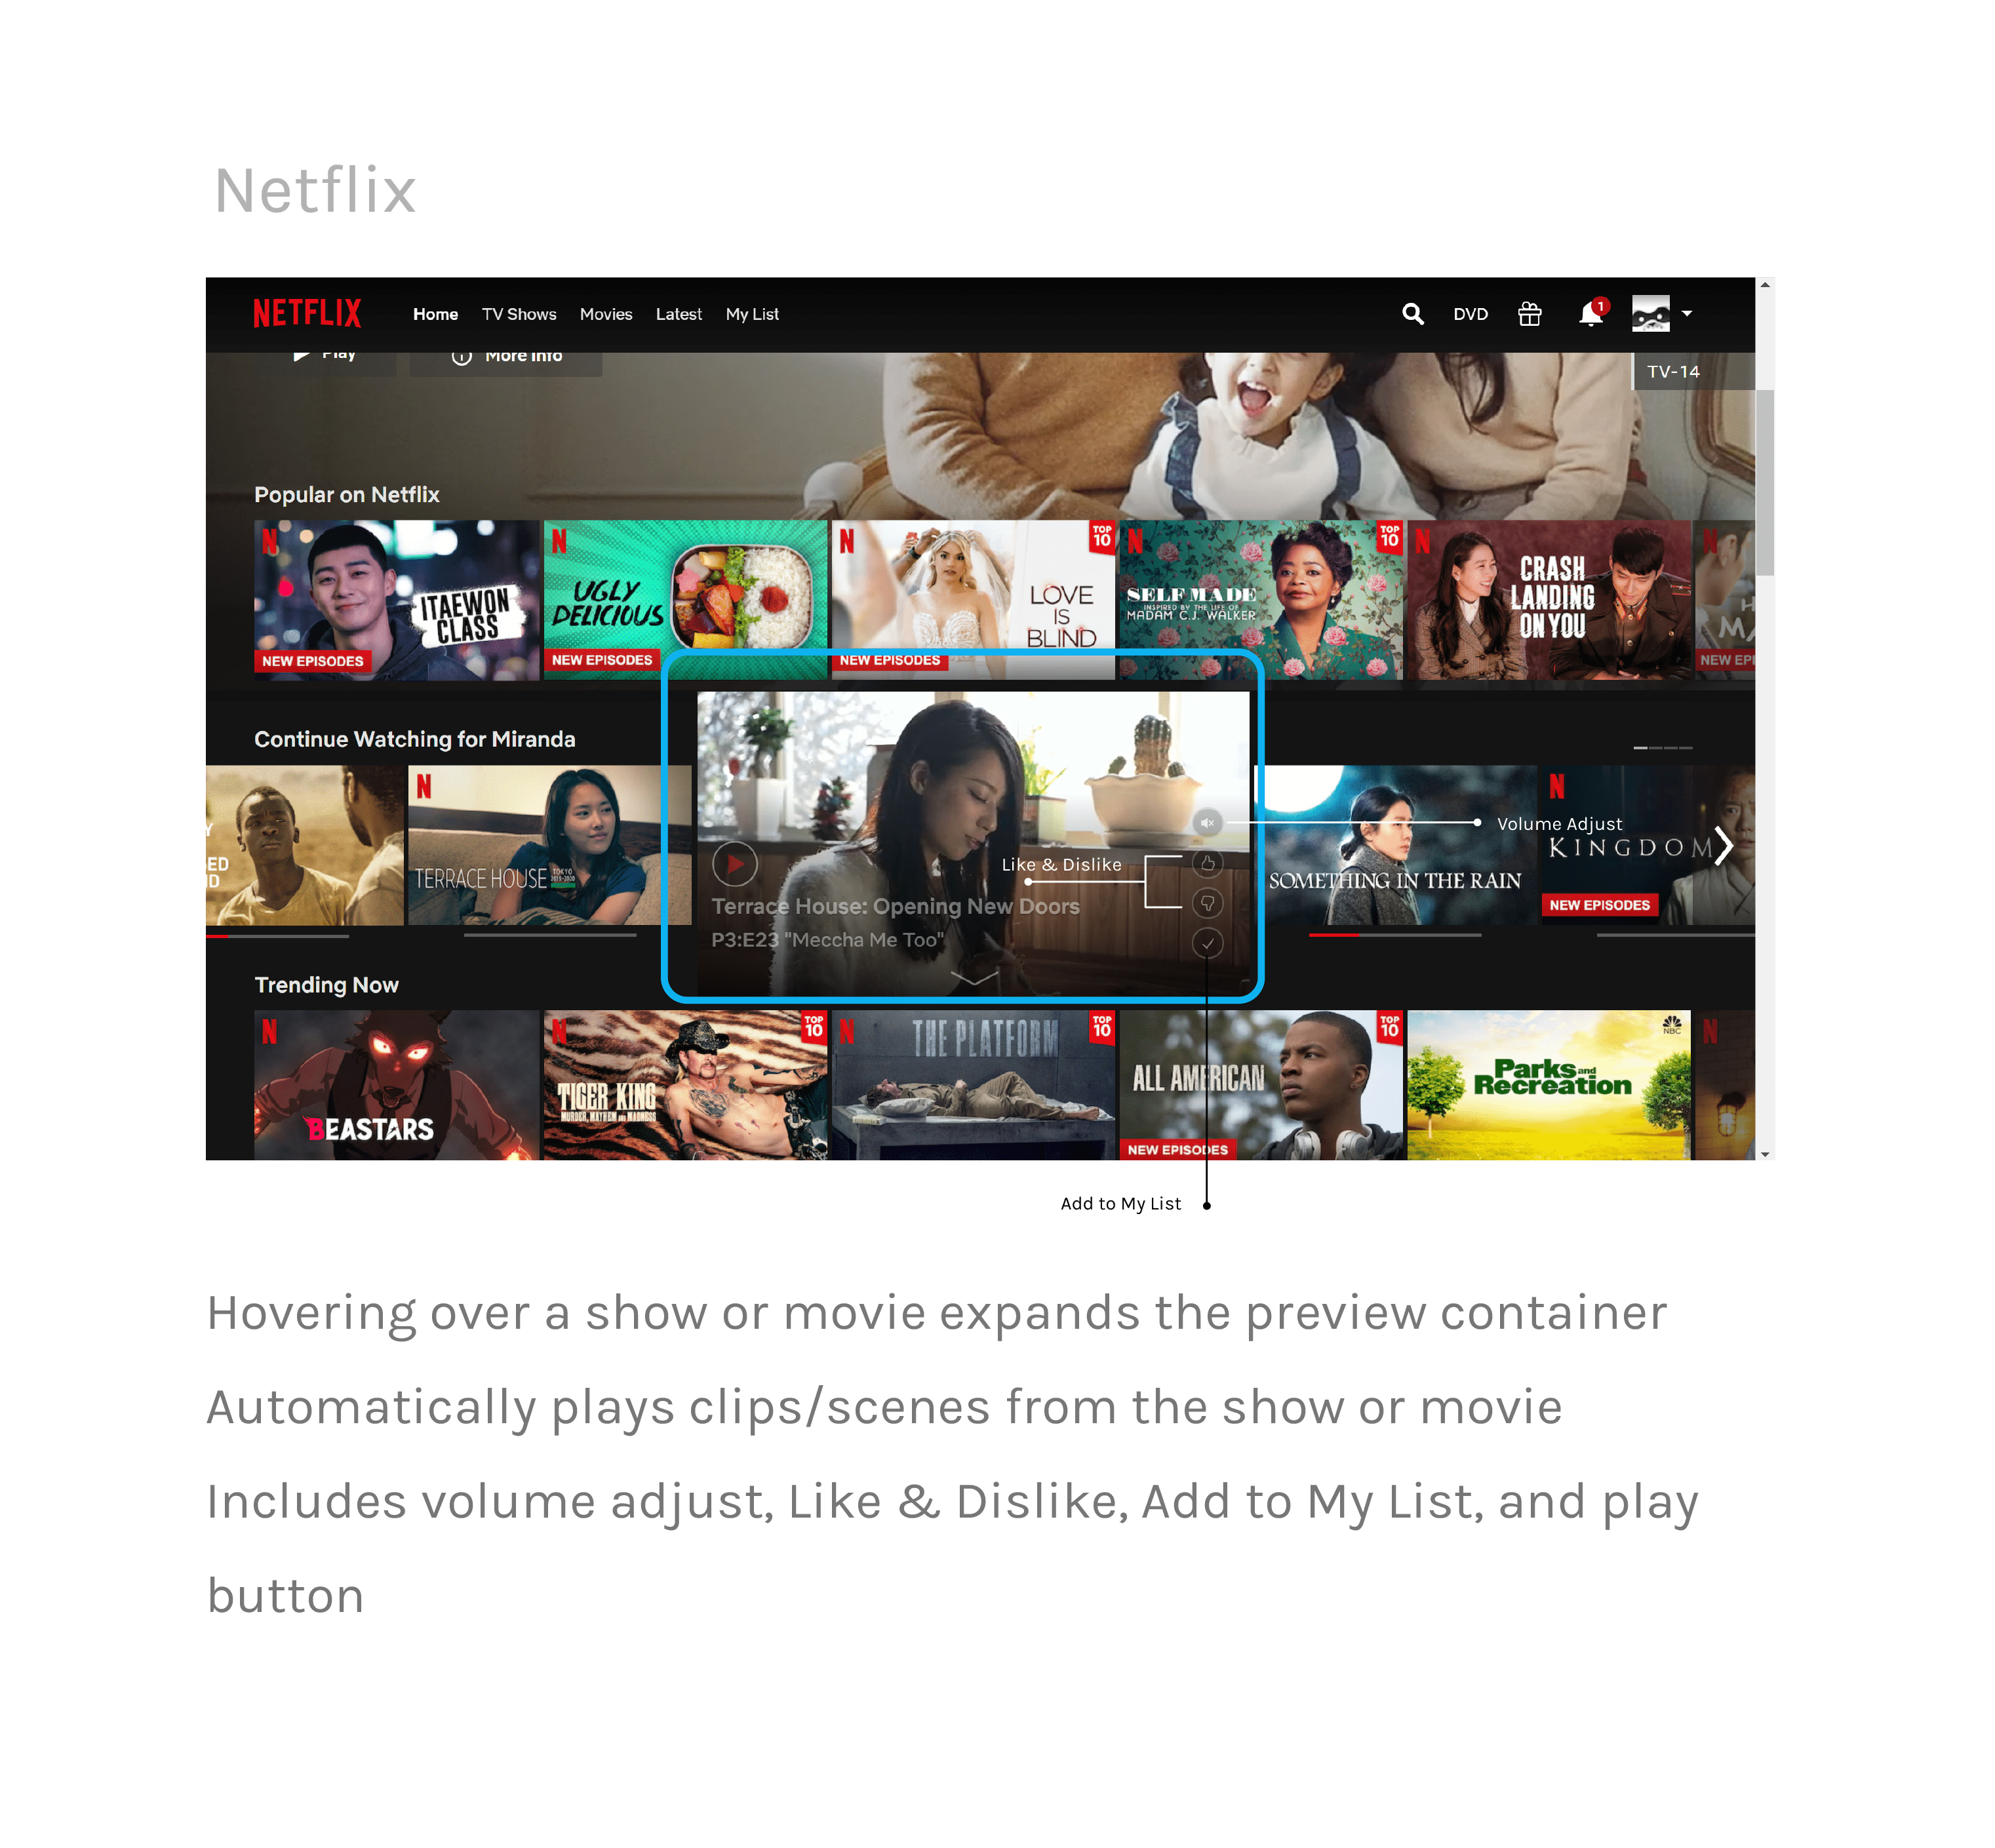 Netflix
NETFLIX Home TV Shows Movies Latest My List DVD 1
Play More Info
TV-14
Popular on Netflix
N ITAEWON CLASS NEW EPISODES
N UGLY DELICIOUS NEW EPISODES
N TOP 10 LOVE IS BLIND NEW EPISODES
N TOP 10 SELF MADE INSPIRED BY THE LIFE OF MADAM C.J. WALKER
N CRASH LANDING ON YOU
N NEW EPI
Continue Watching for Miranda
N TERRACE HOUSE TOKYO 2019-2020
Volume Adjust
Like & Dislike
Terrace House: Opening New Doors
P3:E23 "Meccha Me Too"
SOMETHING IN THE RAIN
N KINGDOM NEW EPISODES
Trending Now
N BEASTARS
N TOP 10 TIGER KING MURDER, MAYHEM AND MADNESS
N TOP 10 THE PLATFORM
TOP 10 ALL AMERICAN NEW EPISODES
NBC Parks and Recreation
N
Add to My List
Hovering over a show or movie expands the preview container
Automatically plays clips/scenes from the show or movie
Includes volume adjust, Like & Dislike, Add to My List, and play
button